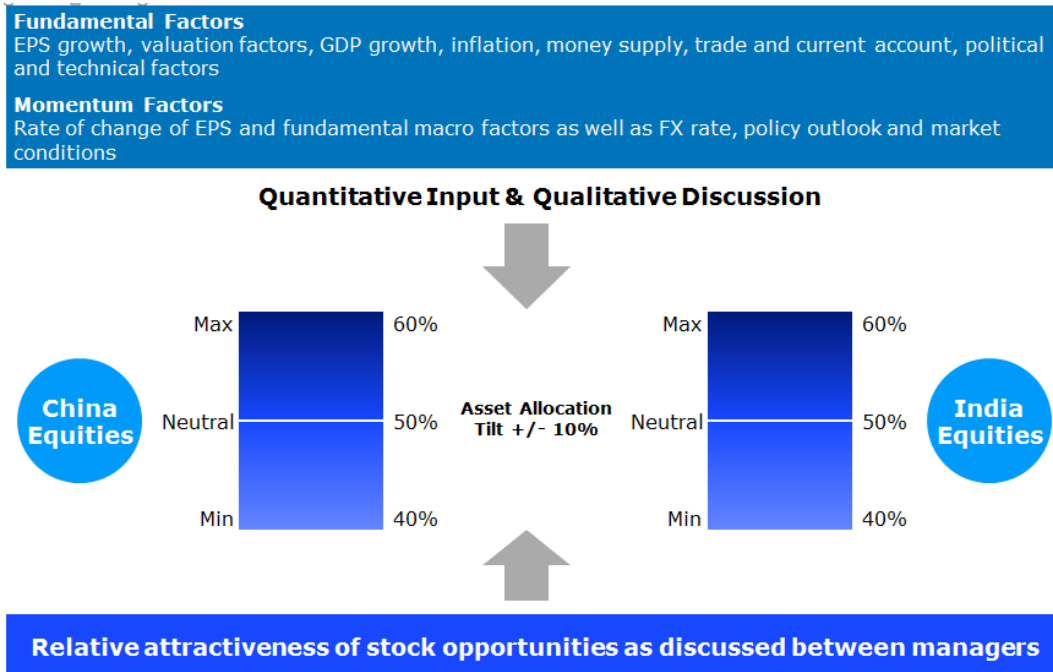 Fundamental Factors
EPS growth, valuation factors, GDP growth, inflation, money supply, trade and current account, political
and technical factors
Momentum Factors
Rate of change of EPS and fundamental macro factors as well as FX rate, policy outlook and market
conditions
Quantitative Input & Qualitative Discussion
Max
60%
China
Equities
Neutral
50%
Min
40%
Asset Allocation
Tilt +/- 10%
Max
60%
Neutral
50%
Min
40%
India
Equities
Relative attractiveness of stock opportunities as discussed between managers